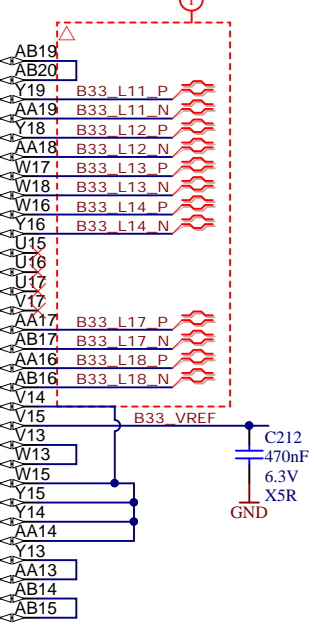 1
AB19
AB20
Y19 B33_L11_P
AA19 B33_L11_N
Y18 B33_L12_P
AA18 B33_L12_N
W17 B33_L13_P
W18 B33_L13_N
W16 B33_L14_P
Y16 B33_L14_N
U15
U16
U17
V17
AA17 B33_L17_P
AB17 B33_L17_N
AA16 B33_L18_P
AB16 B33_L18_N
V14
V15 B33_VREF
V13
W13
W15
Y15
Y14
AA14
Y13
AA13
AB14
AB15
C212
470nF
6.3V
X5R
GND